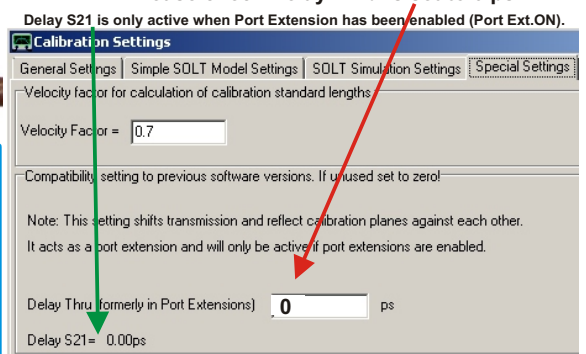 Delay S21 is only active when Port Extension has been enabled (Port Ext.ON).
Calibration Settings
General Settings Simple SOLT Model Settings SOLT Simulation Settings Special Settings
Velocity factor for calculation of calibration standard lengths
Velocity Factor = 0.7
Compatibility setting to previous software versions. If unused set to zero!
Note: This setting shifts transmission and reflect calibration planes against each other.
It acts as a port extension and will only be active if port extensions are enabled.
Delay Thru (formerly in Port Extensions) 0 ps
Delay S21= 0.00ps